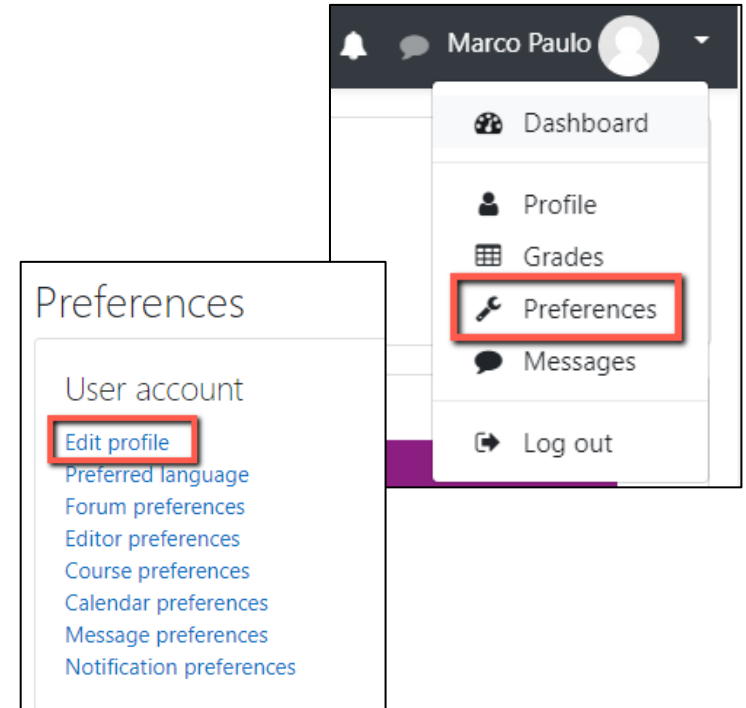 Marco Paulo
Dashboard
Profile
Grades
Preferences
Messages
Log out
Preferences
User account
Edit profile
Preferred language
Forum preferences
Editor preferences
Course preferences
Calendar preferences
Message preferences
Notification preferences